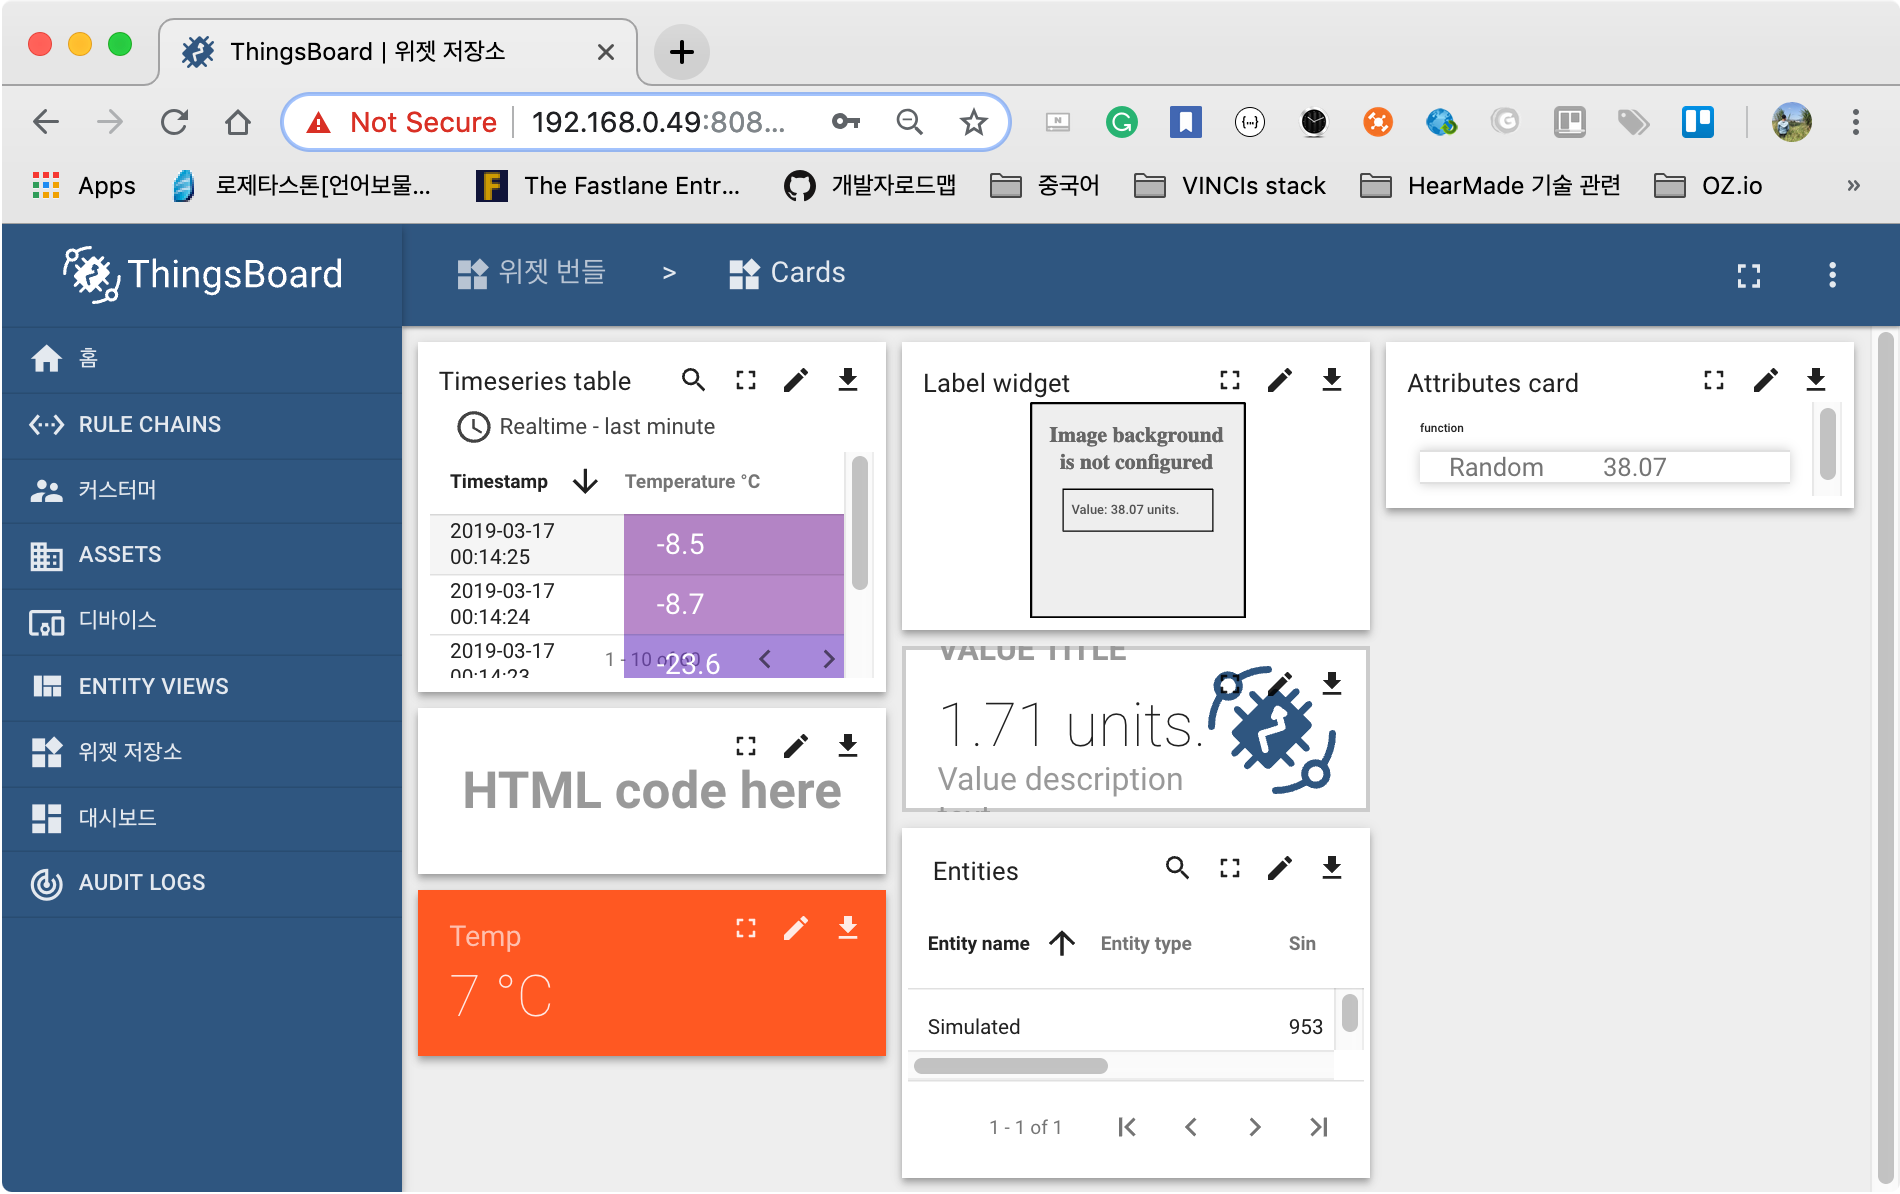 ThingsBoard | 위젯 저장소
Not Secure
192.168.0.49:808...
Apps
로제타스톤[언어보물...
The Fastlane Entr...
개발자로드맵
중국어
VINCIs stack
HearMade 기술 관련
OZ.io
»
ThingsBoard
위젯 번들 > Cards
홈
RULE CHAINS
커스터머
ASSETS
디바이스
ENTITY VIEWS
위젯 저장소
대시보드
AUDIT LOGS
Timeseries table
Realtime - last minute
Timestamp Temperature °C
2019-03-17
00:14:25
-8.5
2019-03-17
00:14:24
-8.7
2019-03-17
00:14:23
-23.6
1 - 10 of 60
HTML code here
Temp
7 °C
Label widget
Image background
is not configured
Value: 38.07 units.
VALUE TITLE
1.71 units.
Value description
text
Entities
Entity name Entity type Sin
Simulated 953
1 - 1 of 1
Attributes card
function
Random 38.07